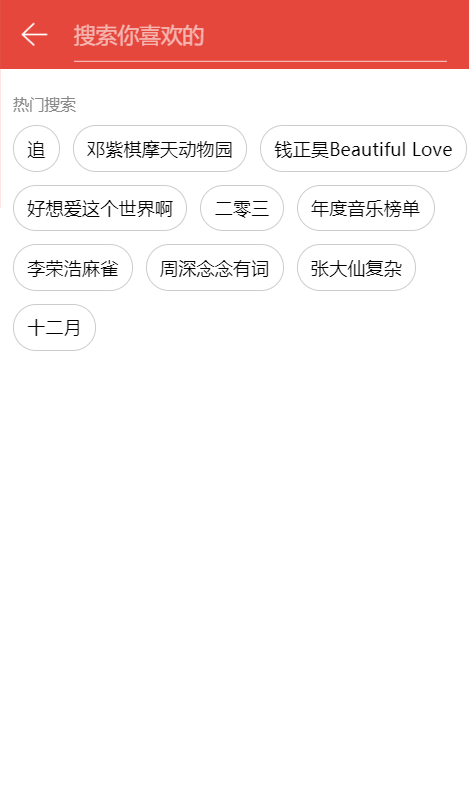 搜索你喜欢的
热门搜索
追 邓紫棋摩天动物园 钱正昊Beautiful Love
好想爱这个世界啊 二零三 年度音乐榜单
李荣浩麻雀 周深念念有词 张大仙复杂
十二月